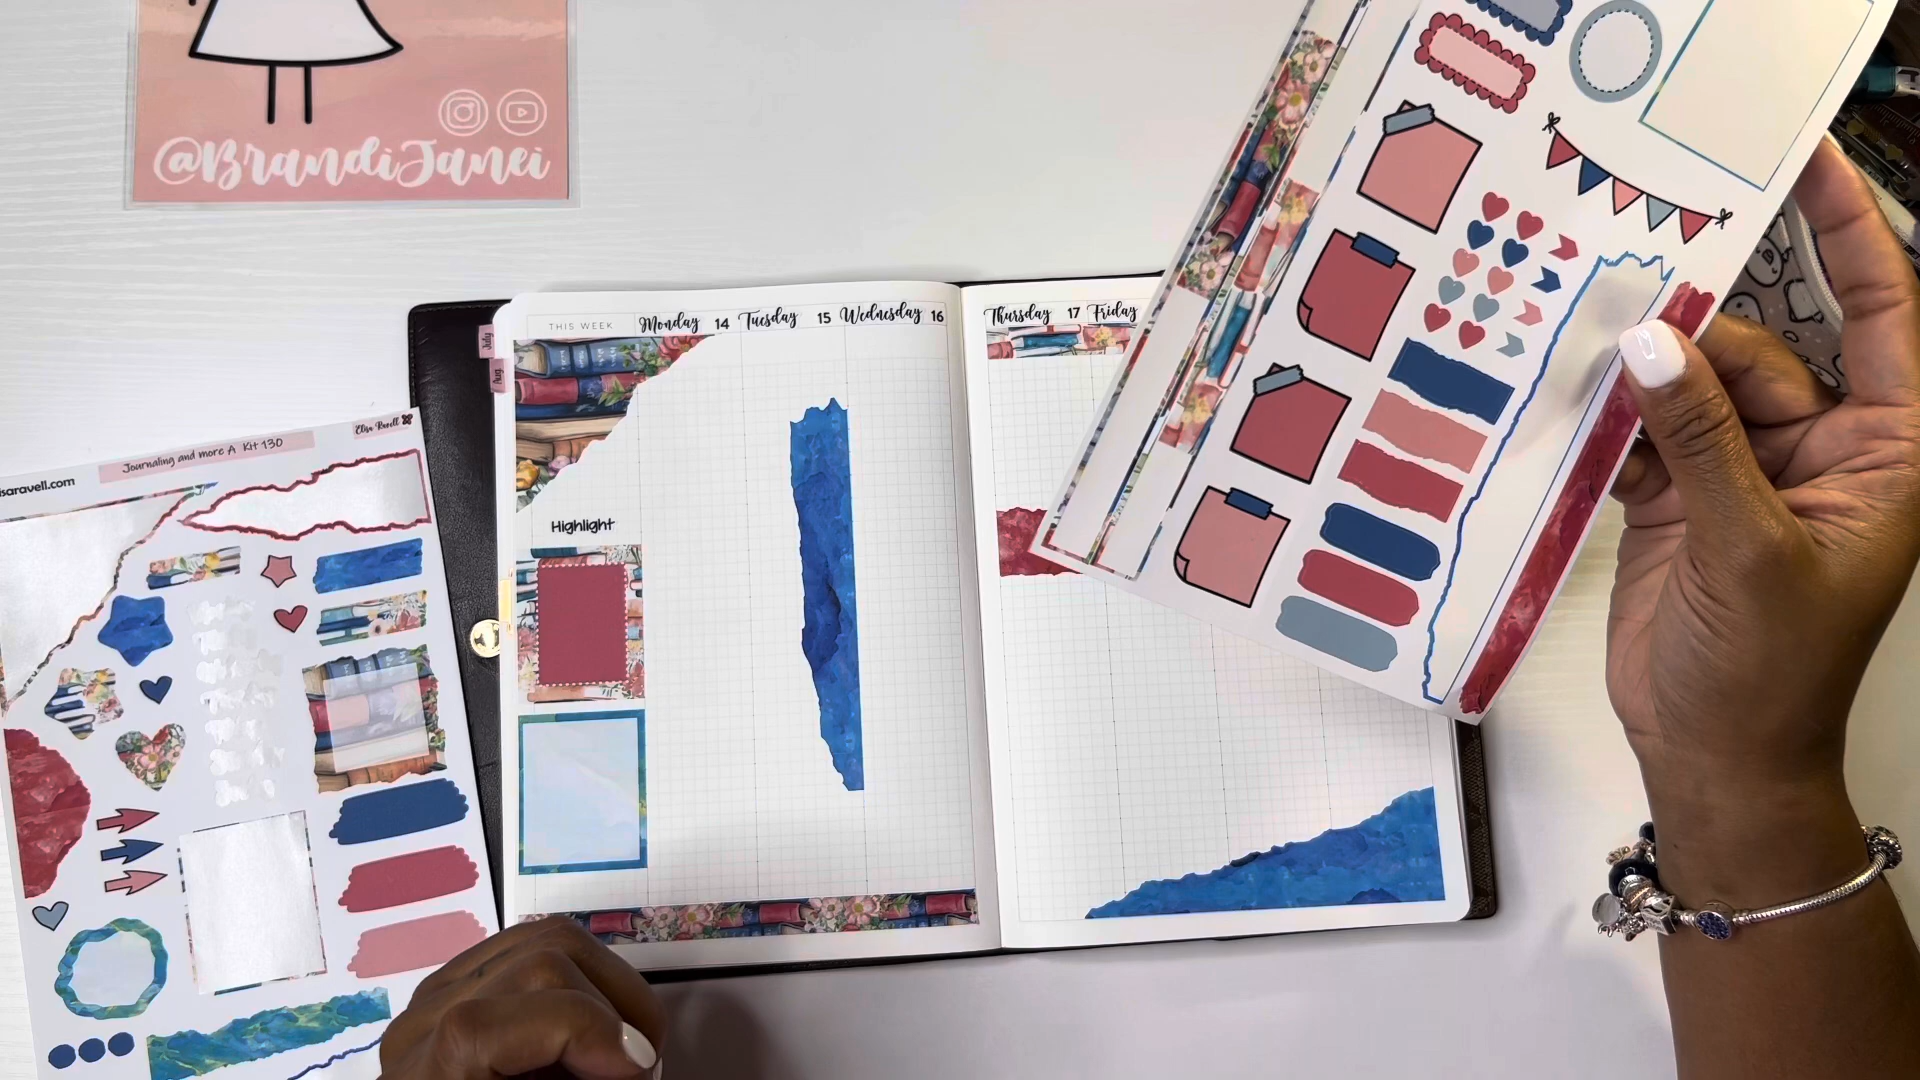 @BrandiJanei
THIS WEEK
Monday 14
Tuesday 15
Wednesday 16
Thursday 17
Friday
July
Aug.
Highlight
Journaling and more A Kit 130
Elisa Ravell
isaravell.com